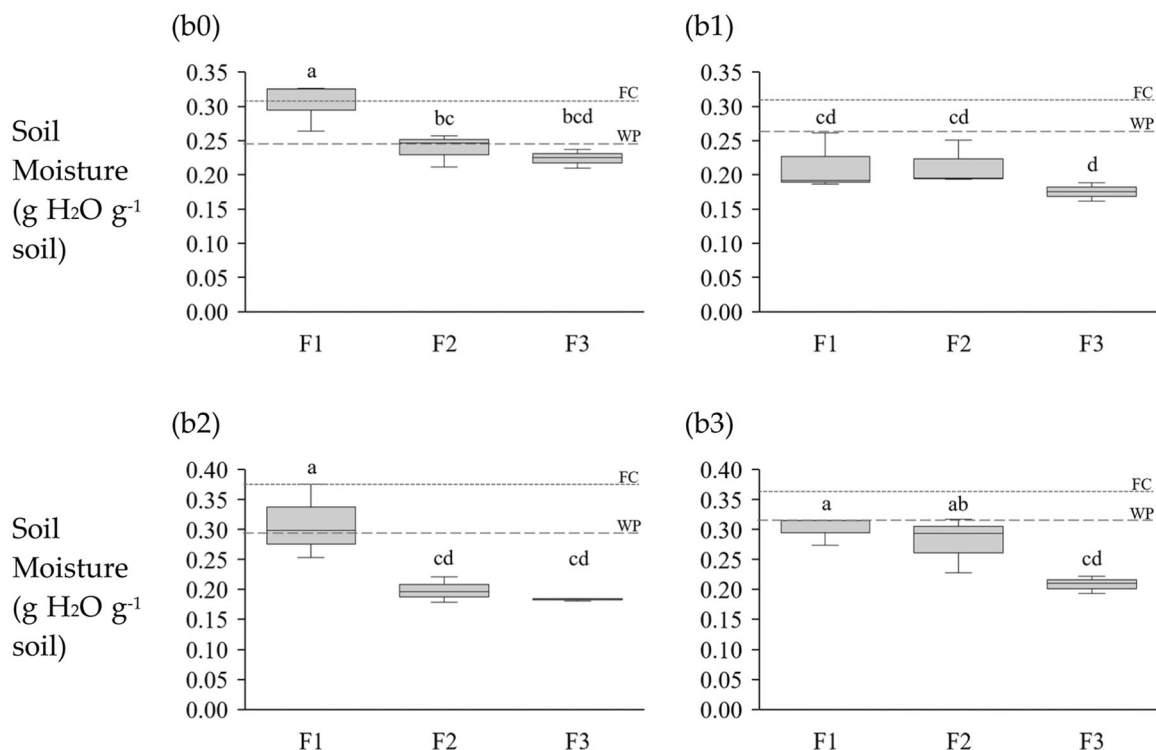 (b0)
(b1)
Soil
Moisture
(g H₂O g⁻¹
soil)
0.35
0.30
0.25
0.20
0.15
0.10
0.05
0.00
a
bc
bcd
FC
WP
F1 F2 F3
0.35
0.30
0.25
0.20
0.15
0.10
0.05
0.00
cd
cd
d
FC
WP
F1 F2 F3
(b2)
(b3)
Soil
Moisture
(g H₂O g⁻¹
soil)
0.40
0.35
0.30
0.25
0.20
0.15
0.10
0.05
0.00
a
cd
cd
FC
WP
F1 F2 F3
0.40
0.35
0.30
0.25
0.20
0.15
0.10
0.05
0.00
a
ab
cd
FC
WP
F1 F2 F3